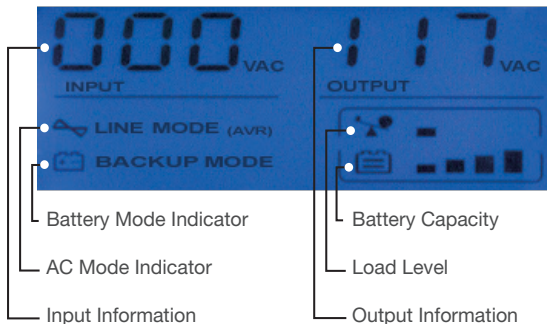 000 VAC 117 VAC
INPUT OUTPUT
LINE MODE (AVR)
BACKUP MODE
Battery Mode Indicator Battery Capacity
AC Mode Indicator Load Level
Input Information Output Information